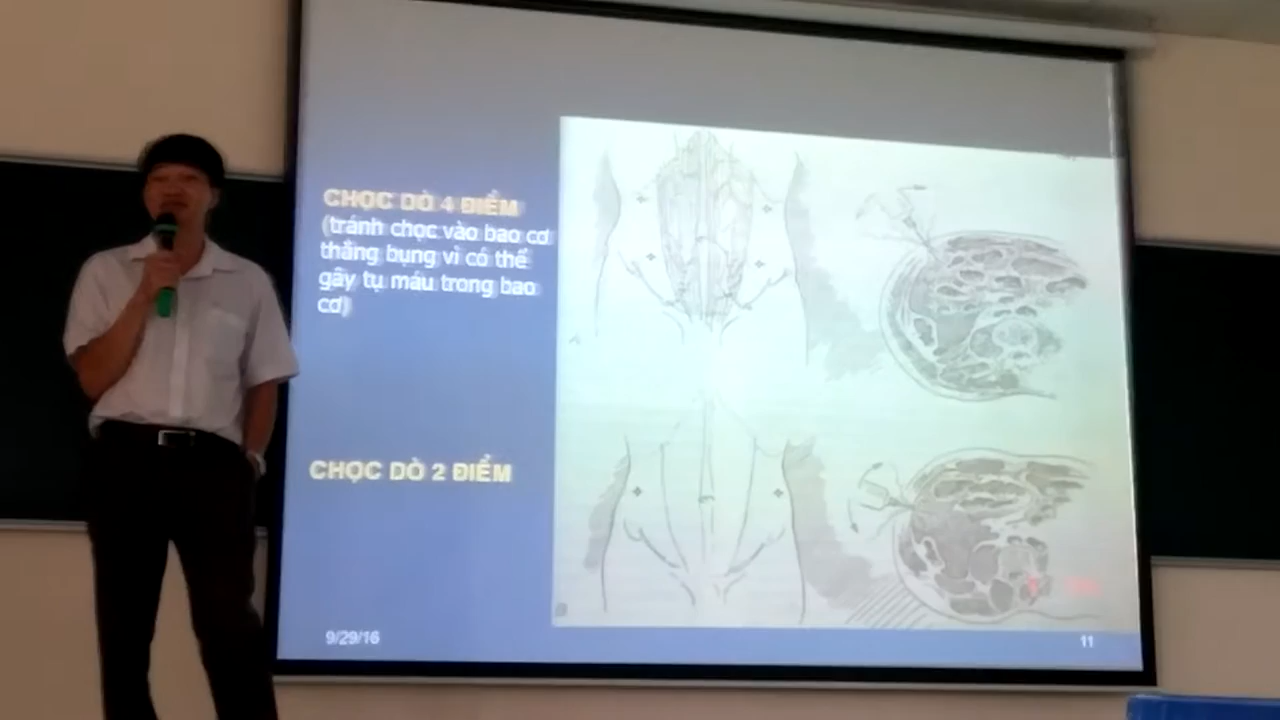 CHỌC DÒ 4 ĐIỂM
(tránh chọc vào bao cơ
thẳng bụng vì có thể
gây tụ máu trong bao
cơ)
CHỌC DÒ 2 ĐIỂM
9/29/16
11